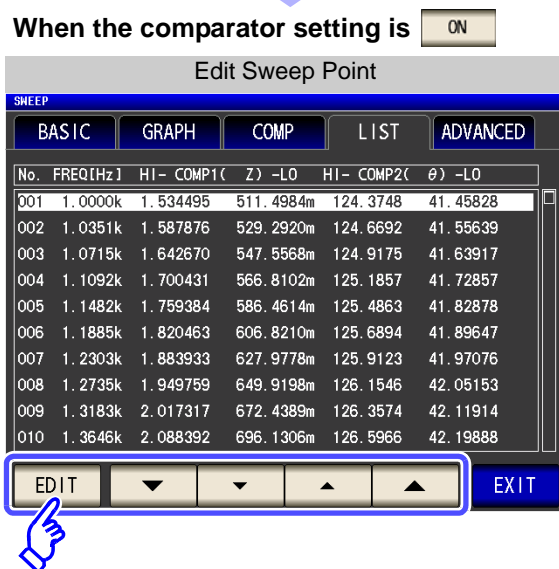 When the comparator setting is ON
Edit Sweep Point
SWEEP
BASIC GRAPH COMP LIST ADVANCED
No. FREQ[Hz] HI- COMP1( Z) -LO HI- COMP2( θ) -LO
001 1.0000k 1.534495 511.4984m 124.3748 41.45828
002 1.0351k 1.587876 529.2920m 124.6692 41.55639
003 1.0715k 1.642670 547.5568m 124.9175 41.63917
004 1.1092k 1.700431 566.8102m 125.1857 41.72857
005 1.1482k 1.759384 586.4614m 125.4863 41.82878
006 1.1885k 1.820463 606.8210m 125.6894 41.89647
007 1.2303k 1.883933 627.9778m 125.9123 41.97076
008 1.2735k 1.949759 649.9198m 126.1546 42.05153
009 1.3183k 2.017317 672.4389m 126.3574 42.11914
010 1.3646k 2.088392 696.1306m 126.5966 42.19888
EDIT EXIT